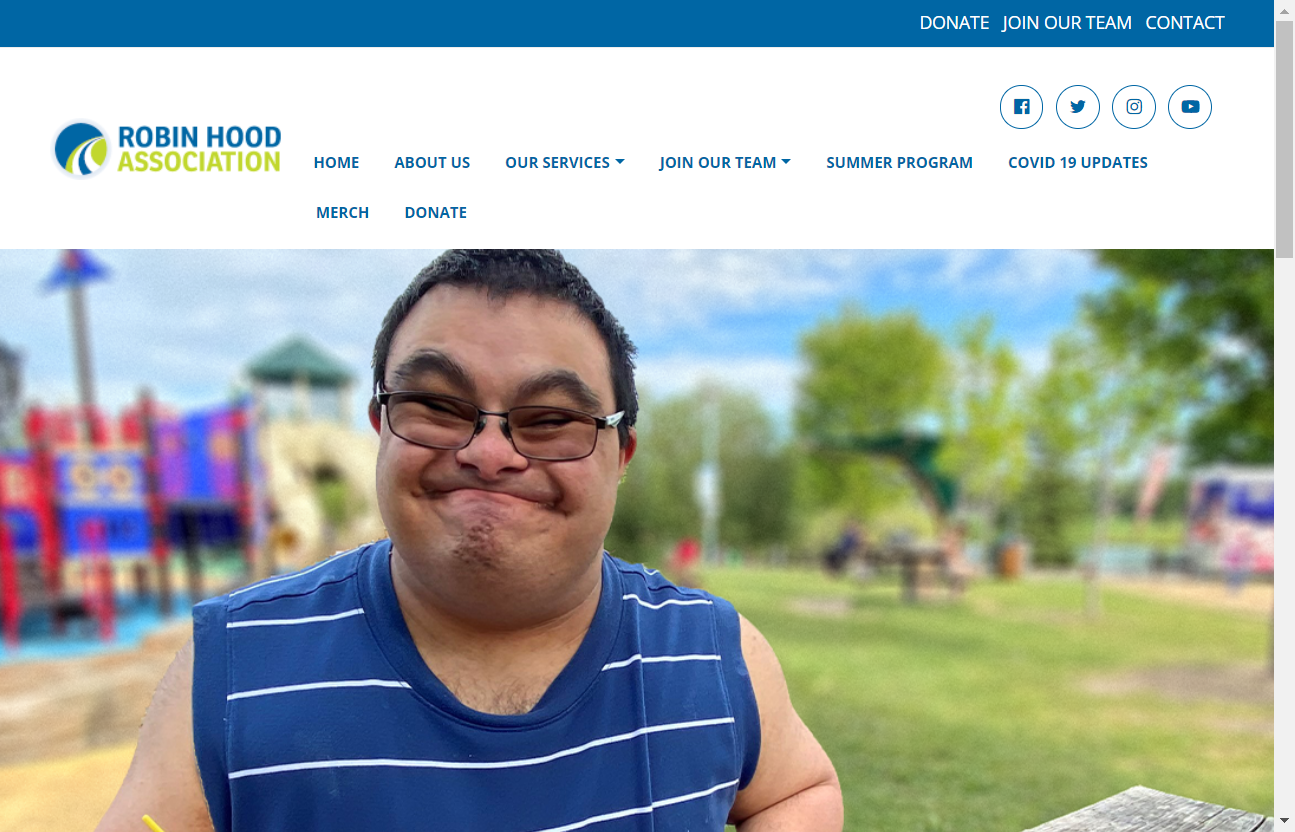 DONATE JOIN OUR TEAM CONTACT
ROBIN HOOD
ASSOCIATION
HOME ABOUT US OUR SERVICES JOIN OUR TEAM SUMMER PROGRAM COVID 19 UPDATES
MERCH DONATE